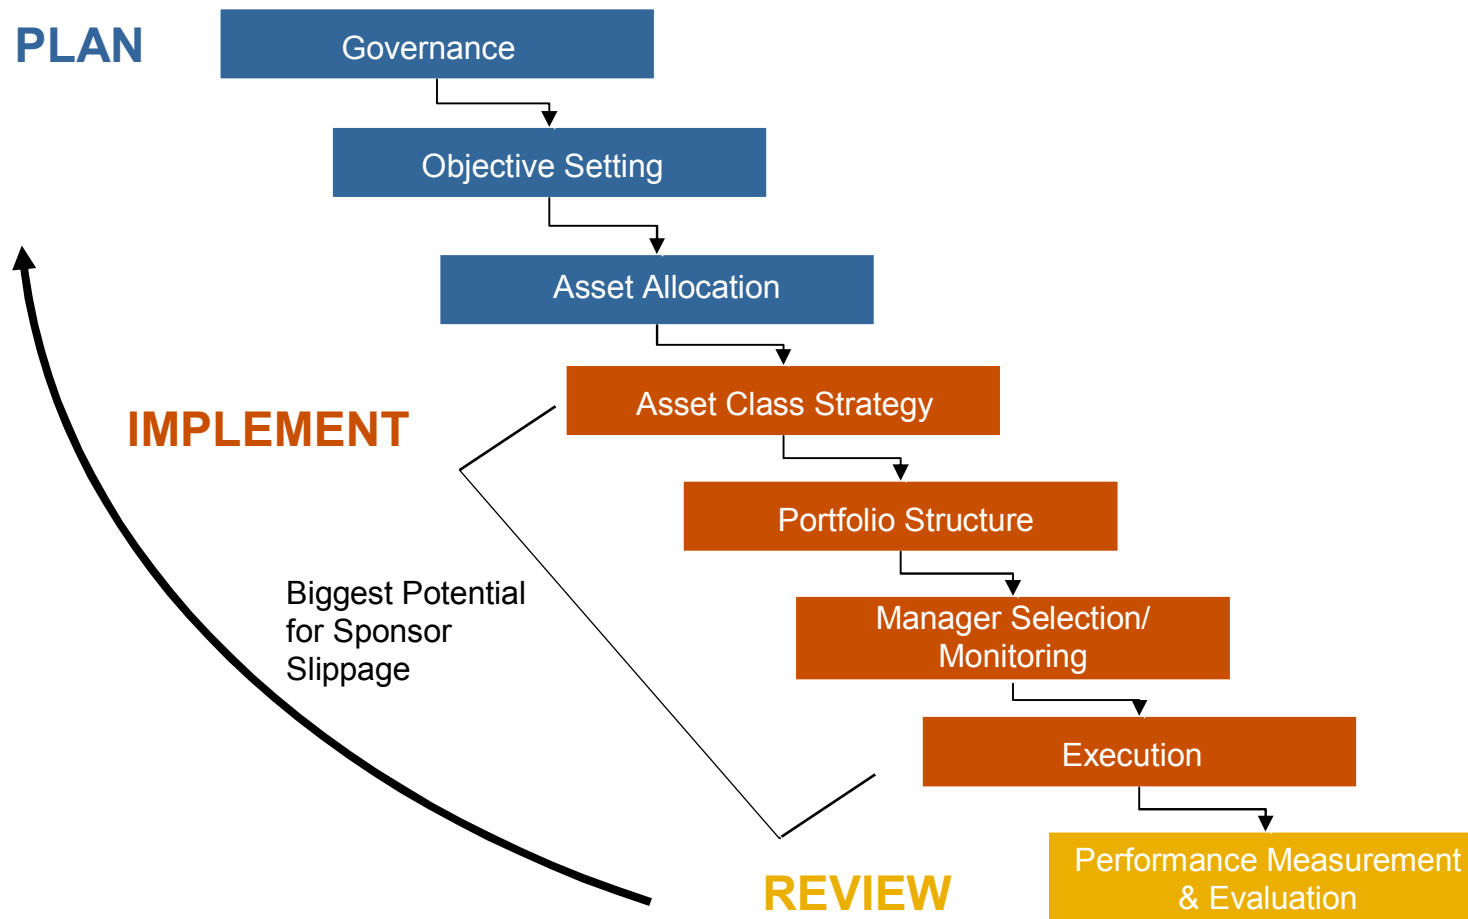 PLAN
Governance
Objective Setting
Asset Allocation
Asset Class Strategy
IMPLEMENT
Portfolio Structure
Biggest Potential
for Sponsor
Slippage
Manager Selection/
Monitoring
Execution
REVIEW
Performance Measurement
& Evaluation